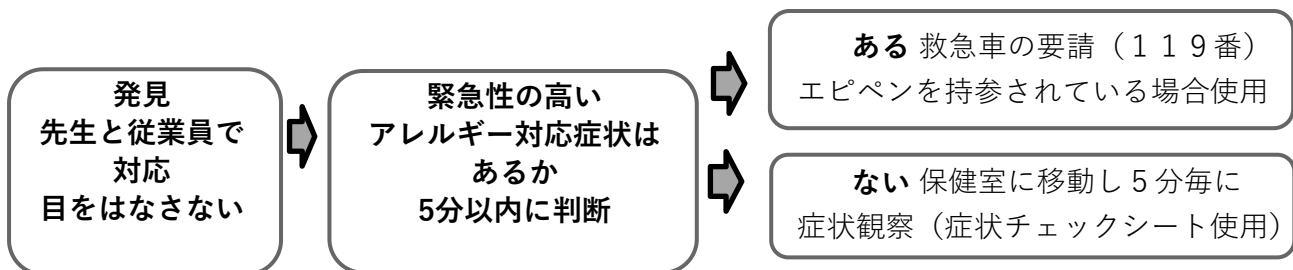 発見
先生と従業員で
対応
目をはなさない
緊急性の高い
アレルギー対応症状は
あるか
5分以内に判断
ある 救急車の要請（１１９番）
エピペンを持参されている場合使用
ない 保健室に移動し５分毎に
症状観察（症状チェックシート使用）